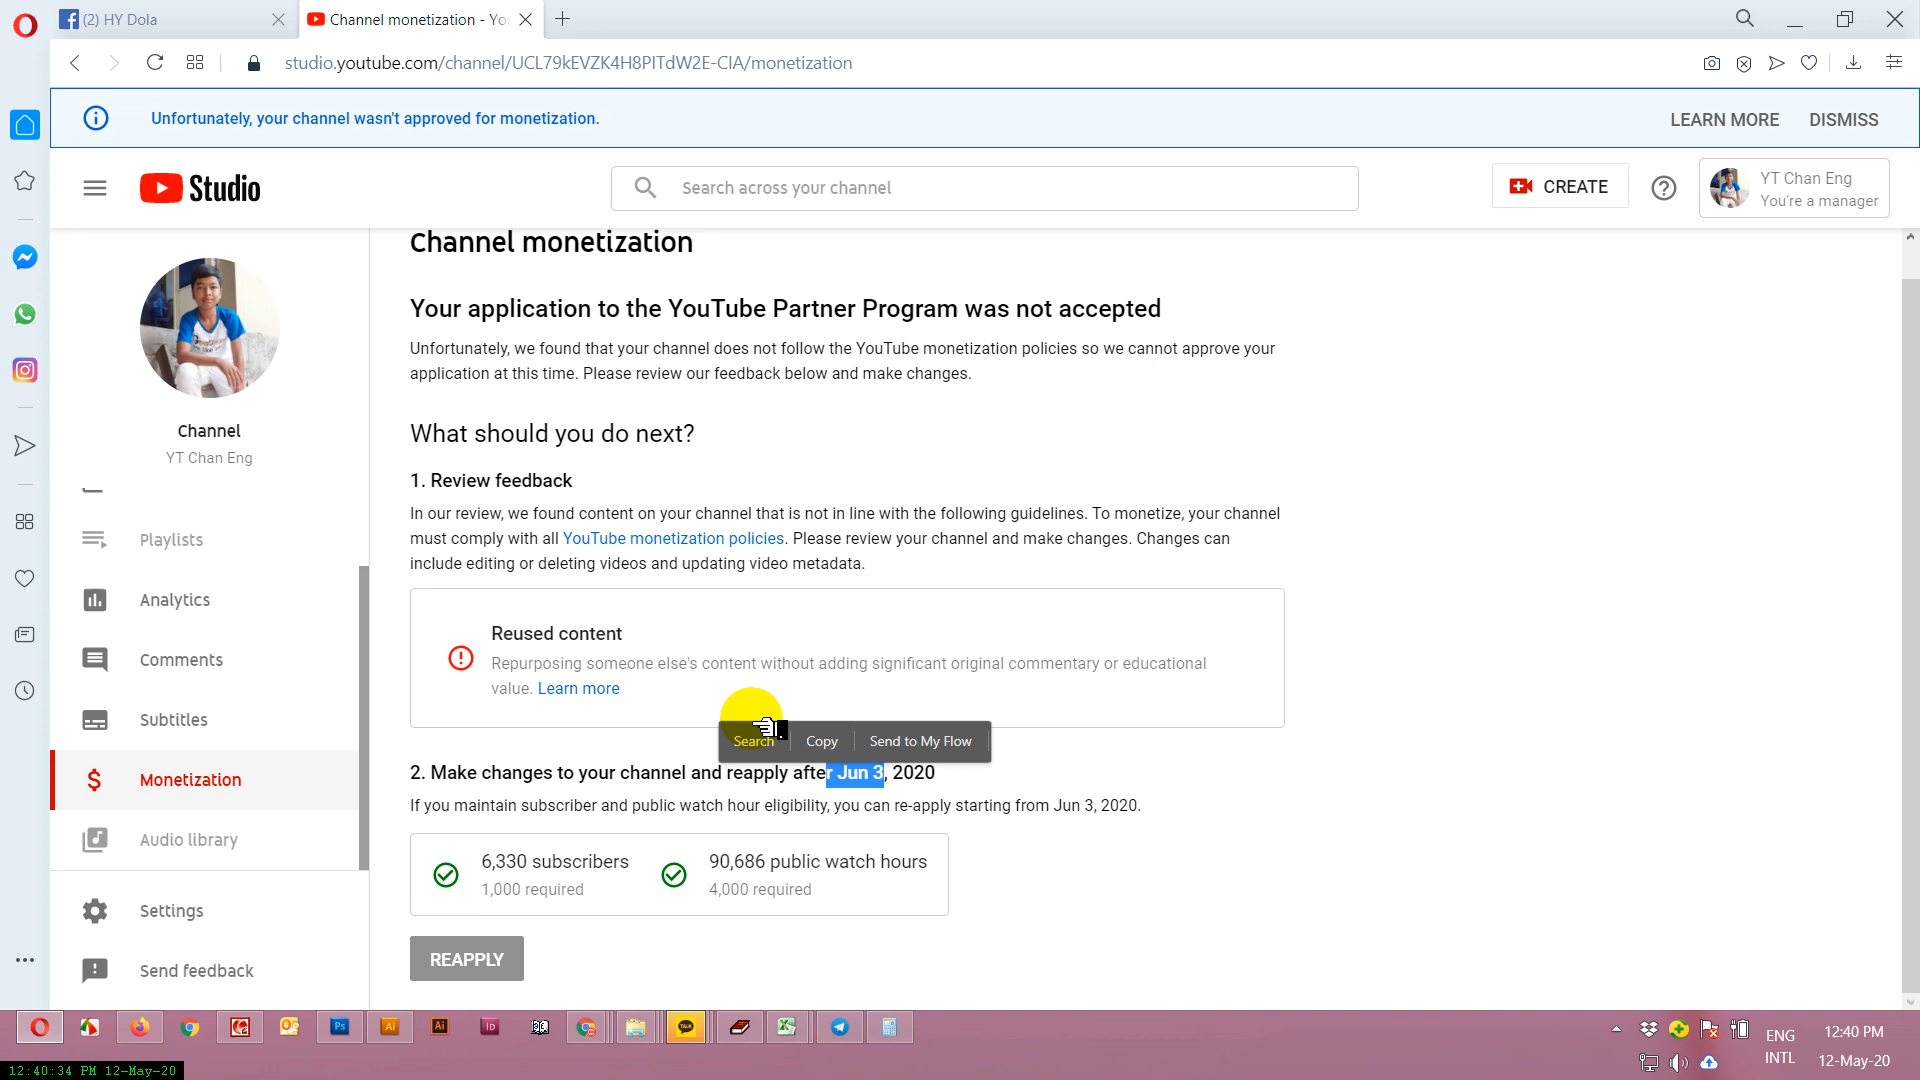 (2) HY Dola
Channel monetization - Yo
studio.youtube.com/channel/UCL79kEVZK4H8PITdW2E-CIA/monetization
Unfortunately, your channel wasn't approved for monetization.
LEARN MORE
DISMISS
Studio
Search across your channel
CREATE
YT Chan Eng
You're a manager
Channel
YT Chan Eng
Playlists
Analytics
Comments
Subtitles
Monetization
Audio library
Settings
Send feedback
Channel monetization
Your application to the YouTube Partner Program was not accepted
Unfortunately, we found that your channel does not follow the YouTube monetization policies so we cannot approve your
application at this time. Please review our feedback below and make changes.
What should you do next?
1. Review feedback
In our review, we found content on your channel that is not in line with the following guidelines. To monetize, your channel
must comply with all YouTube monetization policies. Please review your channel and make changes. Changes can
include editing or deleting videos and updating video metadata.
Reused content
Repurposing someone else's content without adding significant original commentary or educational
value. Learn more
Search
Copy
Send to My Flow
2. Make changes to your channel and reapply after Jun 3, 2020
If you maintain subscriber and public watch hour eligibility, you can re-apply starting from Jun 3, 2020.
6,330 subscribers
1,000 required
90,686 public watch hours
4,000 required
REAPPLY
Ps
Ai
Ai
Id
TALK
ENG
INTL
12:40 PM
12-May-20
12:40:34 PM 12-May-20